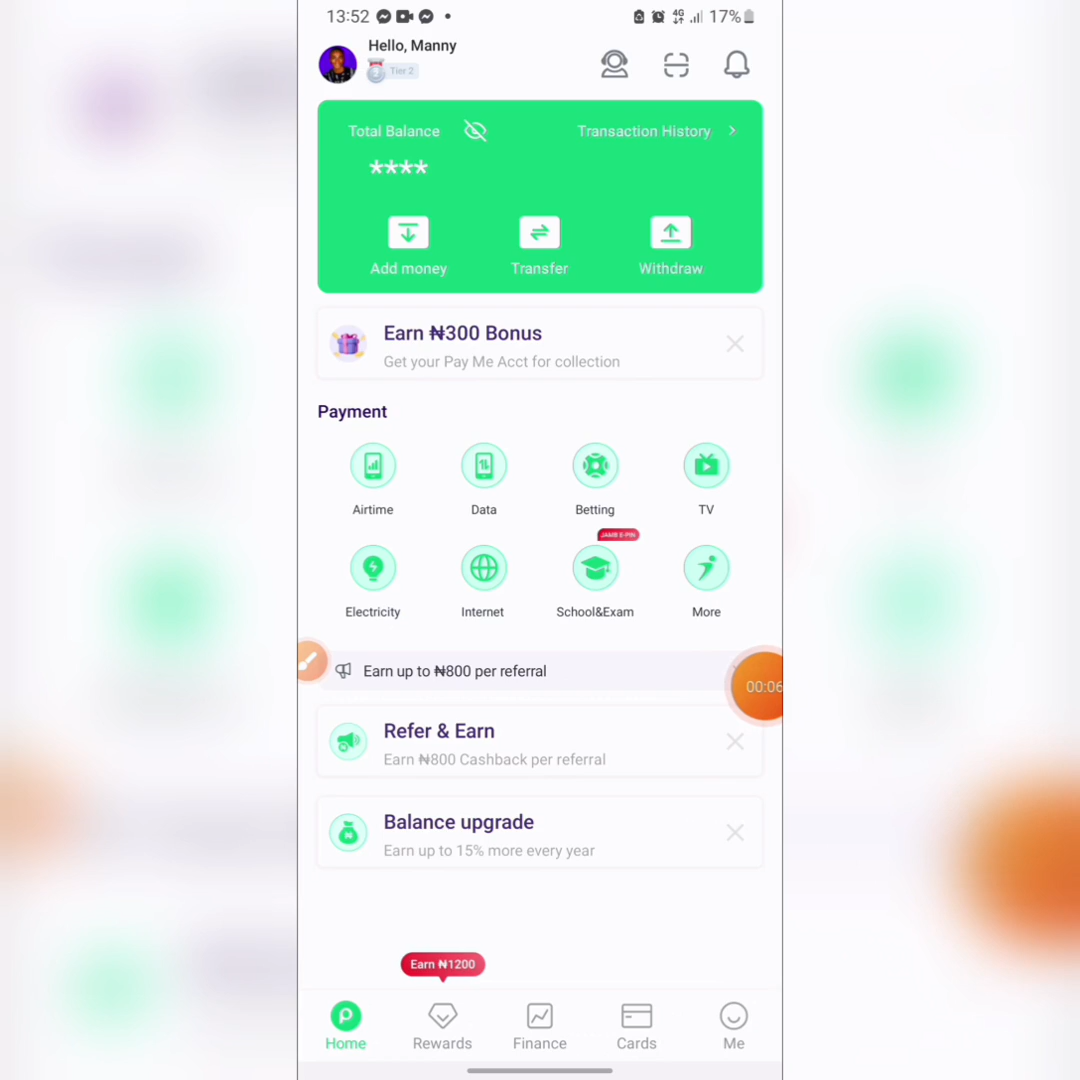 13:52
4G
17%
Hello, Manny
Tier 2
Total Balance
Transaction History
****
Add money
Transfer
Withdraw
Earn ₦300 Bonus
Get your Pay Me Acct for collection
Payment
Airtime
Data
Betting
TV
JAMB E-PIN
Electricity
Internet
School&Exam
More
Earn up to ₦800 per referral
00:06
Refer & Earn
Earn ₦800 Cashback per referral
Balance upgrade
Earn up to 15% more every year
Earn ₦1200
Home
Rewards
Finance
Cards
Me